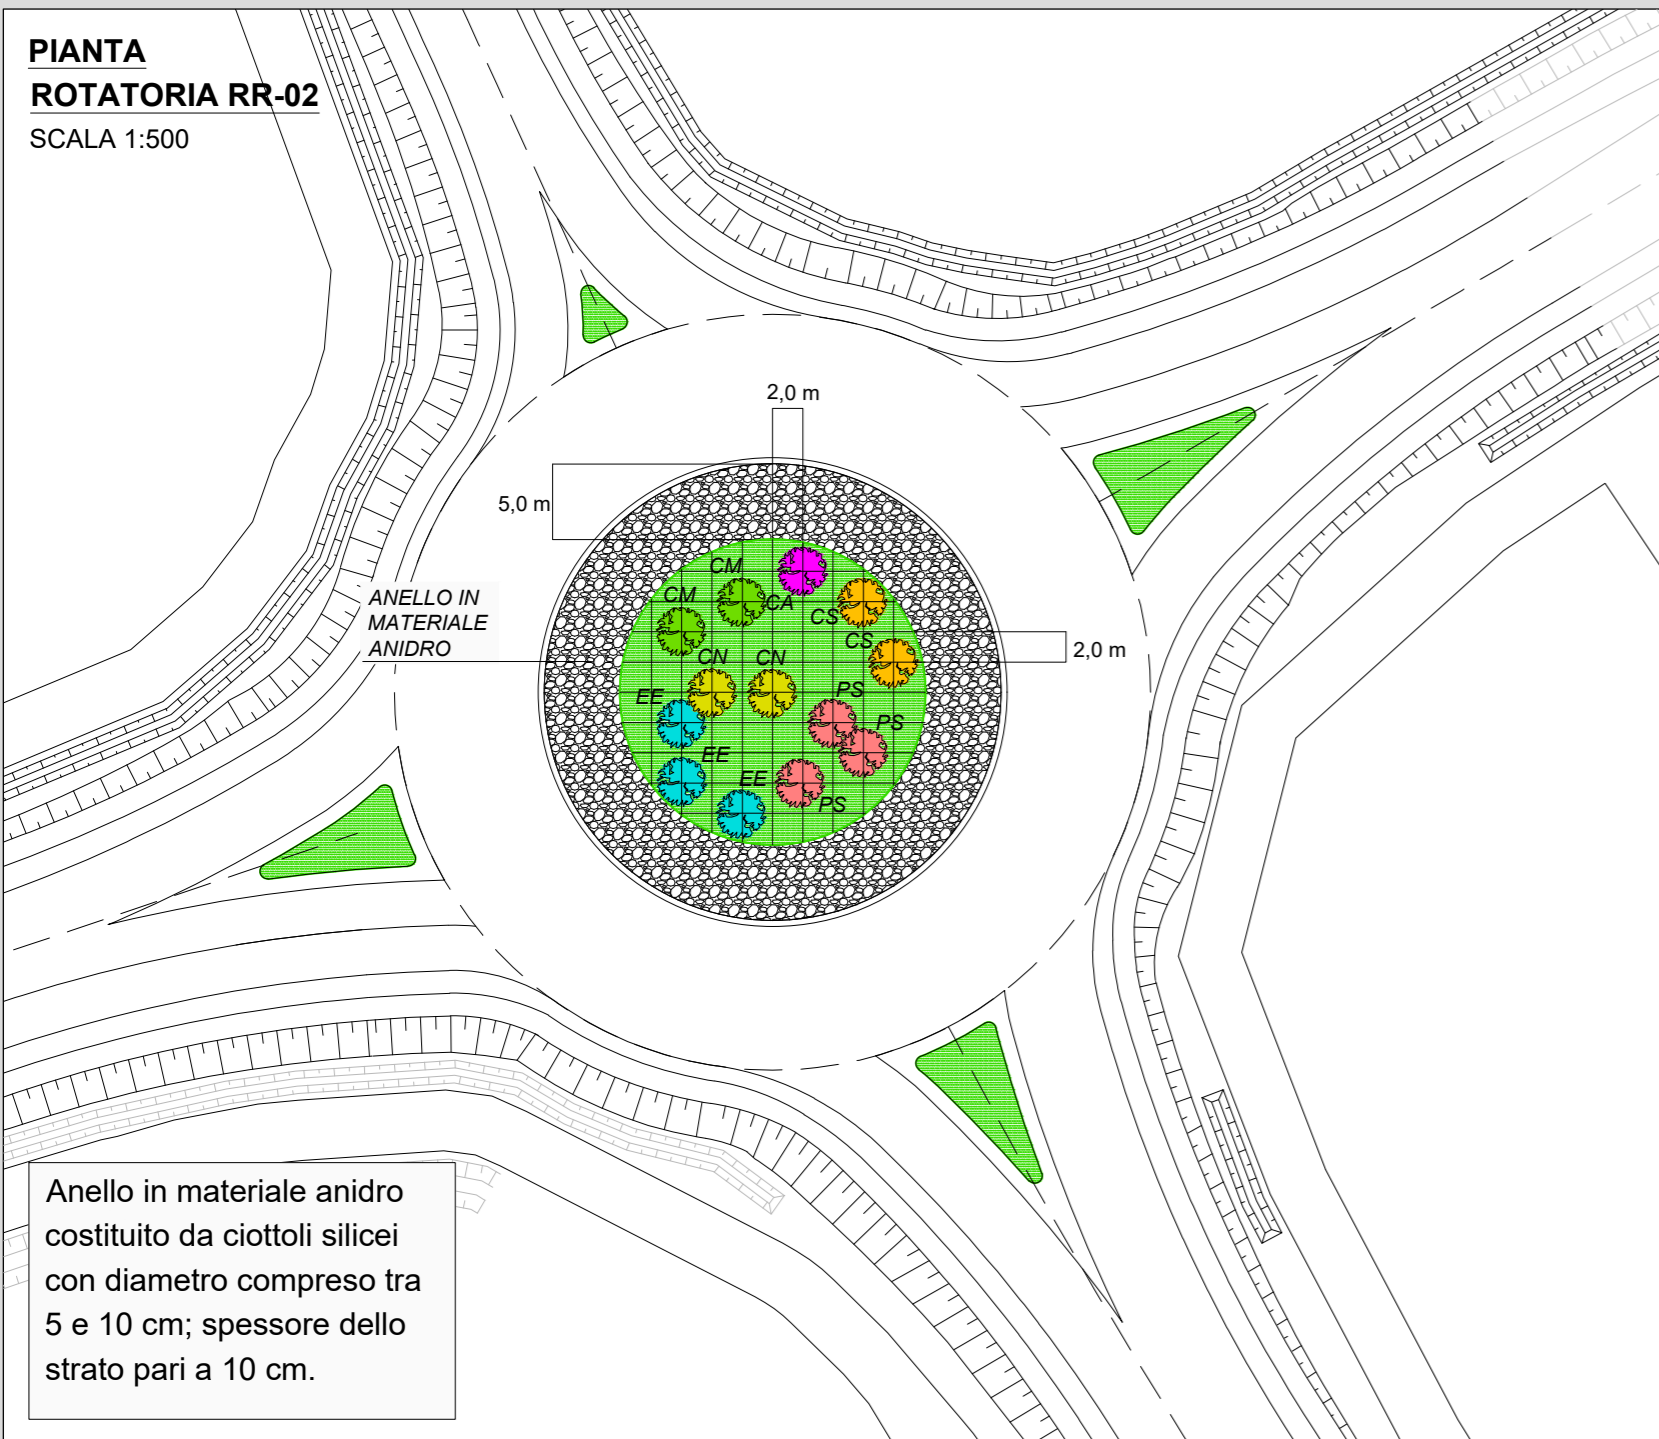 PIANTA
ROTATORIA RR-02
SCALA 1:500
2,0 m
5,0 m
CM
CM
CA
CS
ANELLO IN
MATERIALE
ANIDRO
CS
2,0 m
CN
CN
EE
PS
PS
EE
EE
PS
Anello in materiale anidro
costituito da ciottoli silicei
con diametro compreso tra
5 e 10 cm; spessore dello
strato pari a 10 cm.